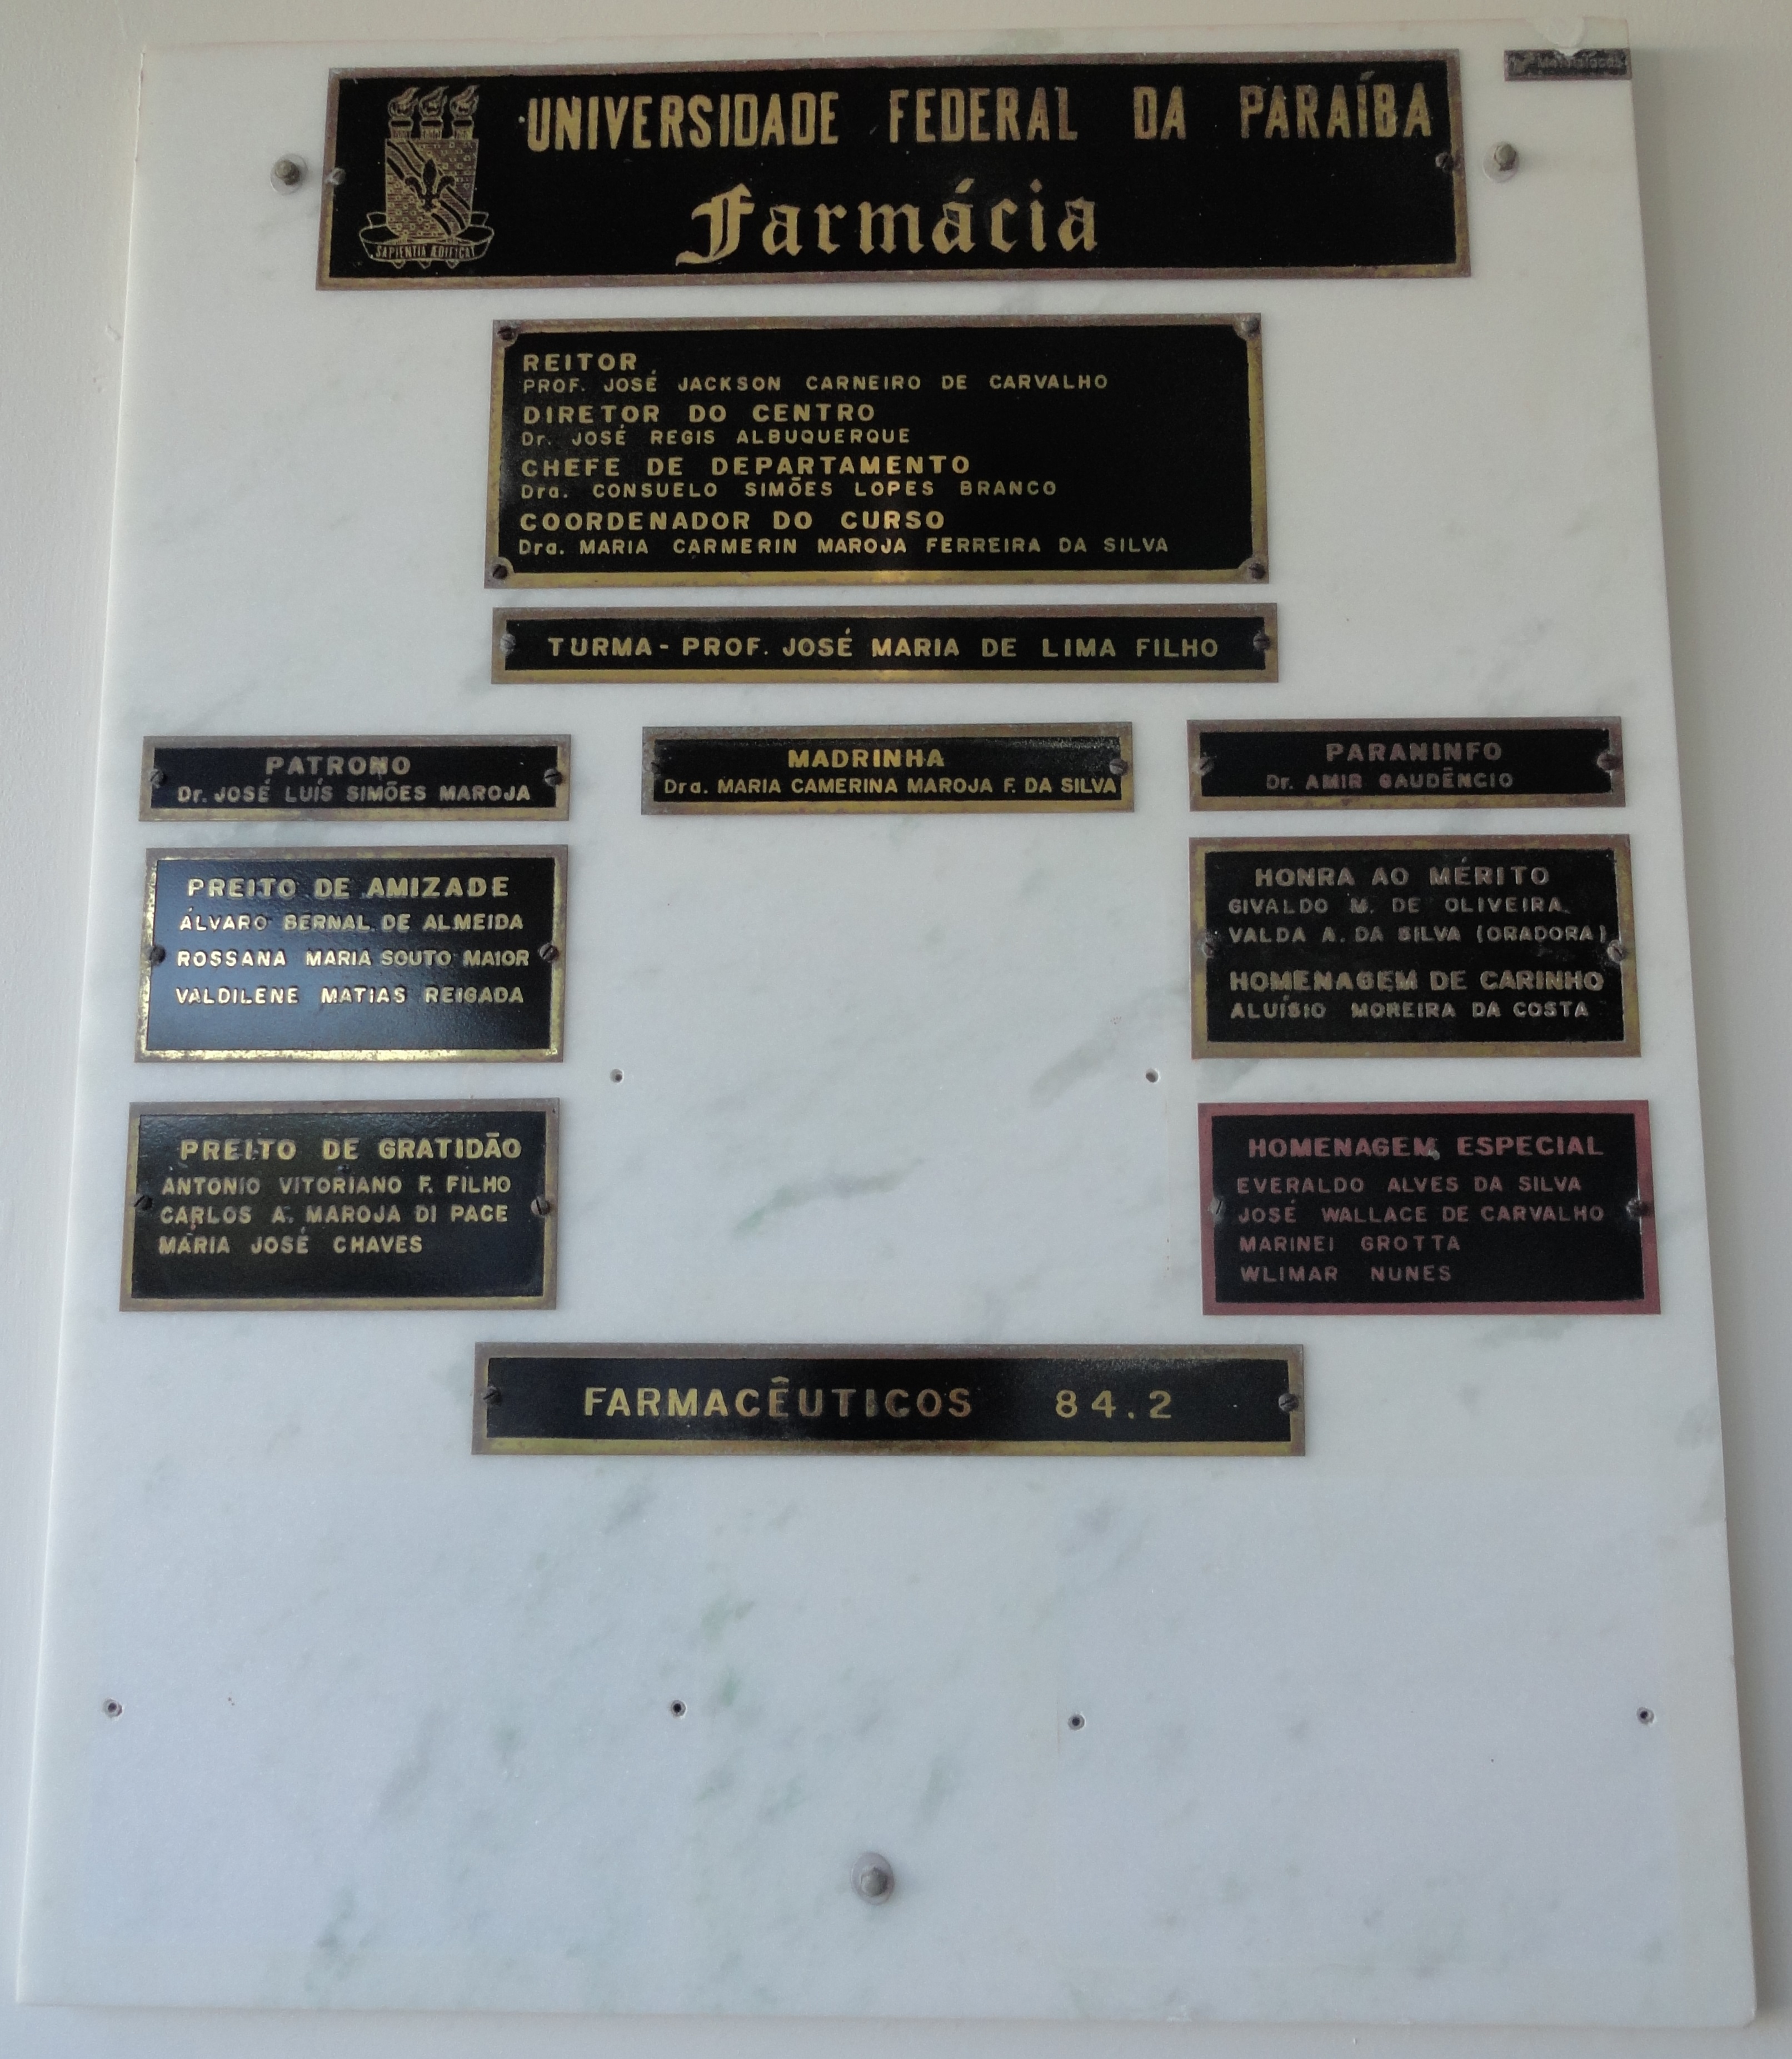 UNIVERSIDADE FEDERAL DA PARAÍBA
Farmácia
SAPIENTIA ÆDIFICAT
REITOR
PROF. JOSÉ JACKSON CARNEIRO DE CARVALHO
DIRETOR DO CENTRO
Dr. JOSÉ REGIS ALBUQUERQUE
CHEFE DE DEPARTAMENTO
Dra. CONSUELO SIMÕES LOPES BRANCO
COORDENADOR DO CURSO
Dra. MARIA CARMERIN MAROJA FERREIRA DA SILVA
TURMA - PROF. JOSÉ MARIA DE LIMA FILHO
PATRONO
Dr. JOSÉ LUÍS SIMÕES MAROJA
MADRINHA
Dra. MARIA CAMERINA MAROJA F. DA SILVA
PARANINFO
Dr. AMIR GAUDÊNCIO
PREITO DE AMIZADE
ÁLVARO BERNAL DE ALMEIDA
ROSSANA MARIA SOUTO MAIOR
VALDILENE MATIAS REIGADA
HONRA AO MÉRITO
GIVALDO M. DE OLIVEIRA
VALDA A. DA SILVA (ORADORA)
HOMENAGEM DE CARINHO
ALUÍSIO MOREIRA DA COSTA
PREITO DE GRATIDÃO
ANTONIO VITORIANO F. FILHO
CARLOS A. MAROJA DI PACE
MARIA JOSÉ CHAVES
HOMENAGEM ESPECIAL
EVERALDO ALVES DA SILVA
JOSÉ WALLACE DE CARVALHO
MARINEI GROTTA
WLIMAR NUNES
FARMACÊUTICOS 84.2